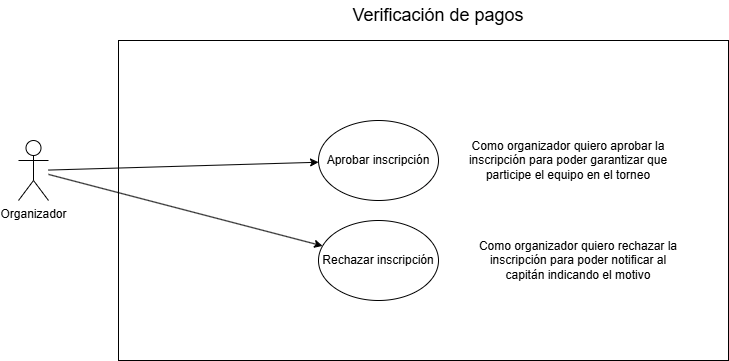 Verificación de pagos
Aprobar inscripción
Como organizador quiero aprobar la
inscripción para poder garantizar que
participe el equipo en el torneo
Organizador
Rechazar inscripción
Como organizador quiero rechazar la
inscripción para poder notificar al
capitán indicando el motivo